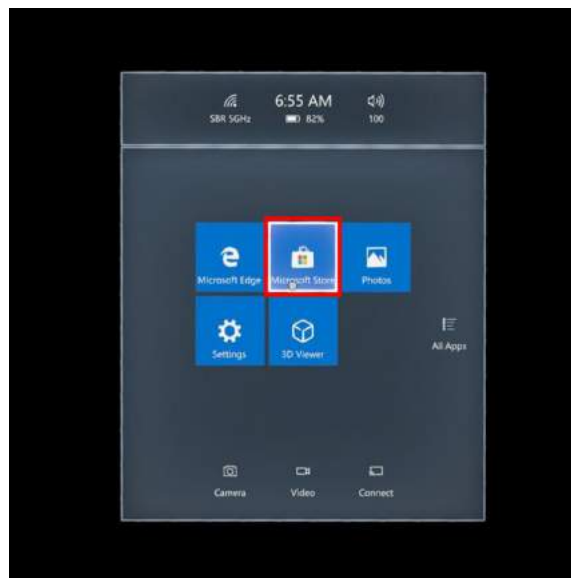 6:55 AM
SBR 5GHz
82%
100
Microsoft Edge
Microsoft Store
Photos
Settings
3D Viewer
All Apps
Camera
Video
Connect